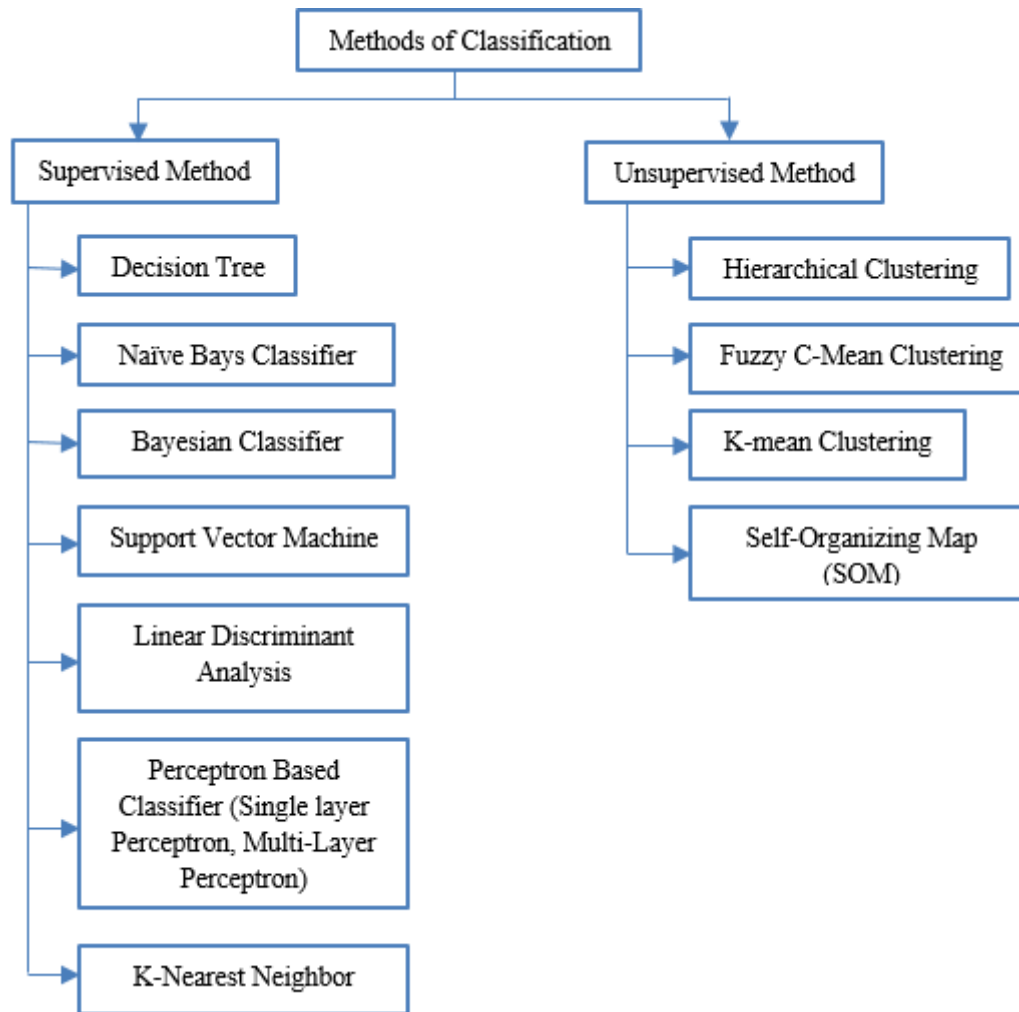 Methods of Classification
Supervised Method
Decision Tree
Naïve Bays Classifier
Bayesian Classifier
Support Vector Machine
Linear Discriminant
Analysis
Perceptron Based
Classifier (Single layer
Perceptron, Multi-Layer
Perceptron)
K-Nearest Neighbor
Unsupervised Method
Hierarchical Clustering
Fuzzy C-Mean Clustering
K-mean Clustering
Self-Organizing Map
(SOM)